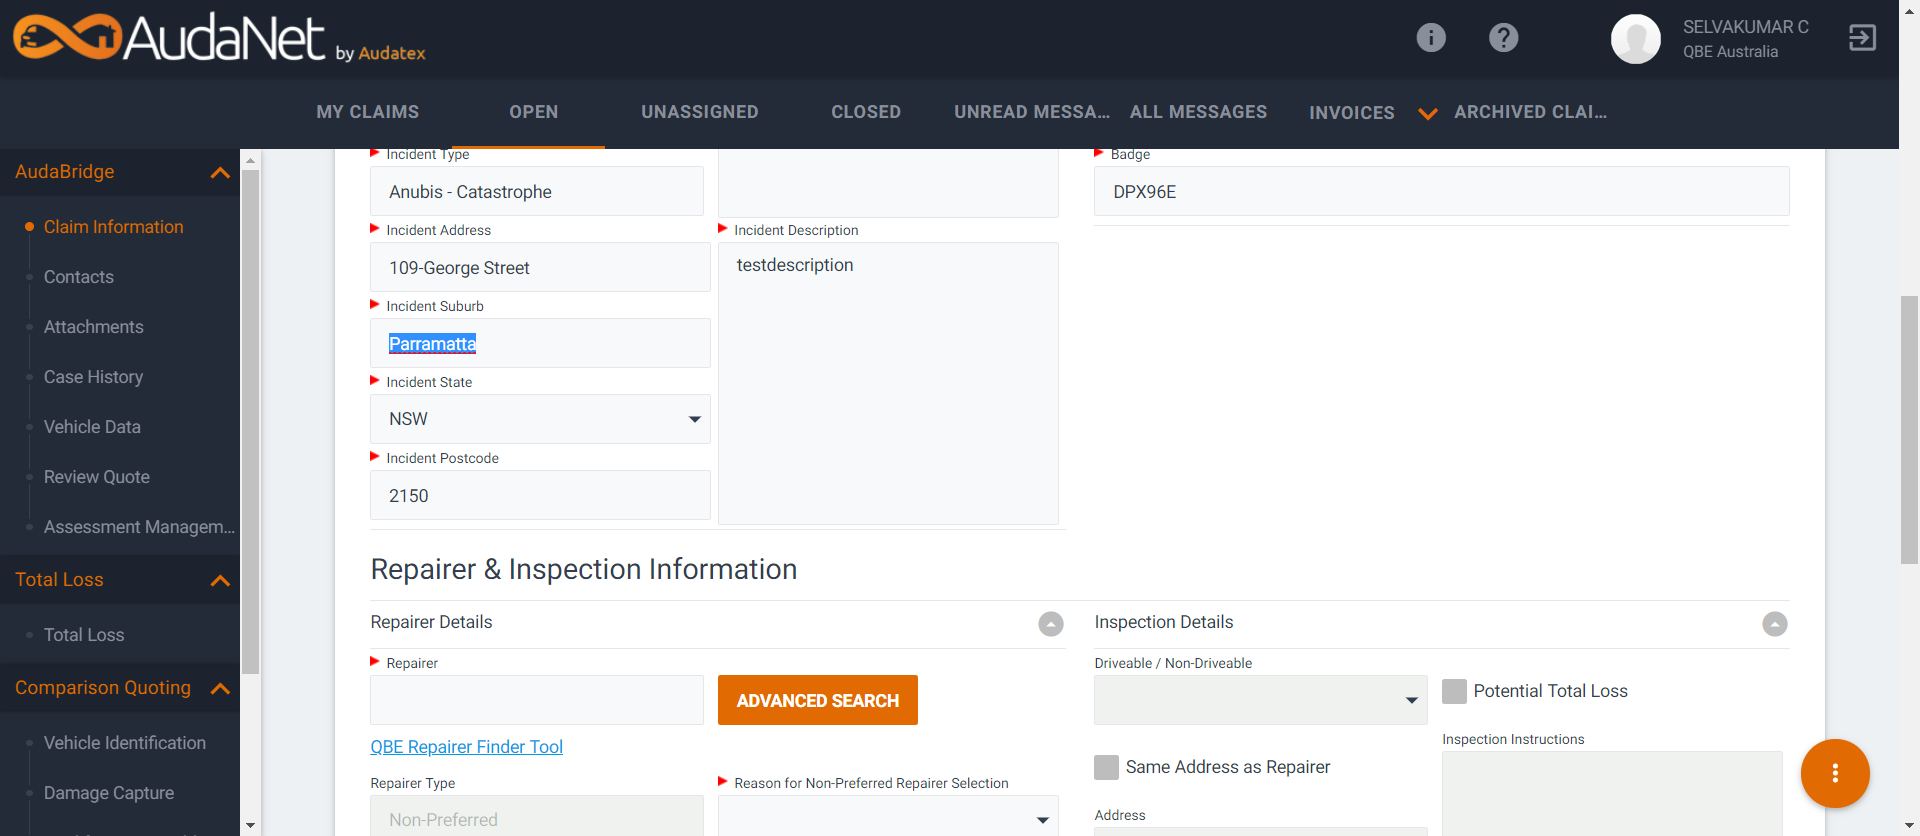 AudaNet by Audatex
SELVAKUMAR C
QBE Australia
MY CLAIMS
OPEN
UNASSIGNED
CLOSED
UNREAD MESSA...
ALL MESSAGES
INVOICES
ARCHIVED CLAI...
AudaBridge
Claim Information
Contacts
Attachments
Case History
Vehicle Data
Review Quote
Assessment Managem...
Total Loss
Total Loss
Comparison Quoting
Vehicle Identification
Damage Capture
Incident Type
Anubis - Catastrophe
Incident Address
109-George Street
Incident Suburb
Parramatta
Incident State
NSW
Incident Postcode
2150
Incident Description
testdescription
Badge
DPX96E
Repairer & Inspection Information
Repairer Details
Repairer
ADVANCED SEARCH
QBE Repairer Finder Tool
Repairer Type
Non-Preferred
Reason for Non-Preferred Repairer Selection
Inspection Details
Driveable / Non-Driveable
Potential Total Loss
Same Address as Repairer
Inspection Instructions
Address